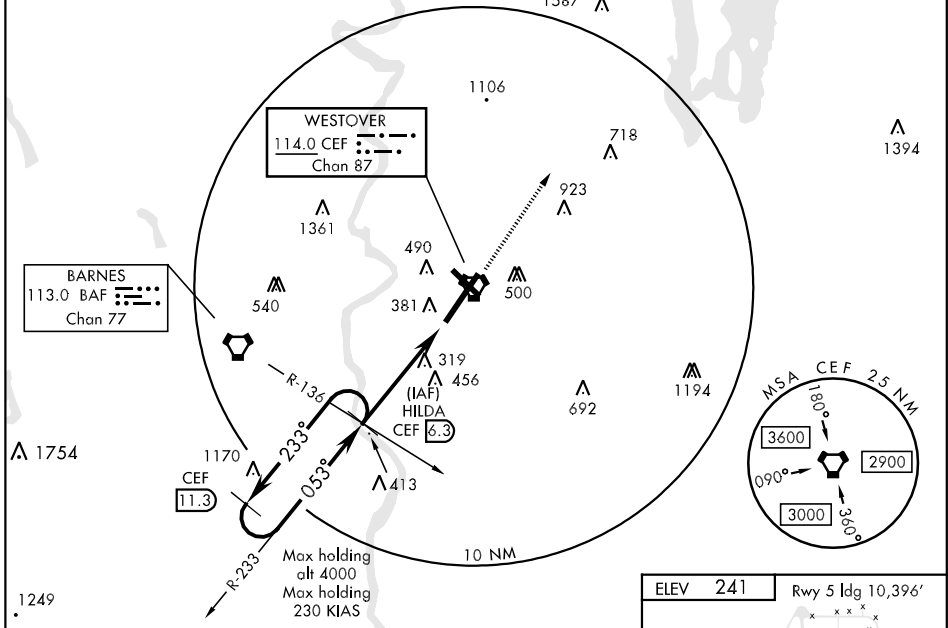 1587
1106
WESTOVER
114.0 CEF
Chan 87
718
1394
923
1361
490
BARNES
113.0 BAF
Chan 77
540
500
381
319
R-136
456
(IAF)
HILDA
CEF 6.3
1194
692
MSA CEF 25 NM
180°
3600
2900
090°
3000
360°
1754
1170
233°
053°
CEF
11.3
413
R-233
10 NM
Max holding
alt 4000
Max holding
230 KIAS
1249
ELEV 241
Rwy 5 ldg 10,396'